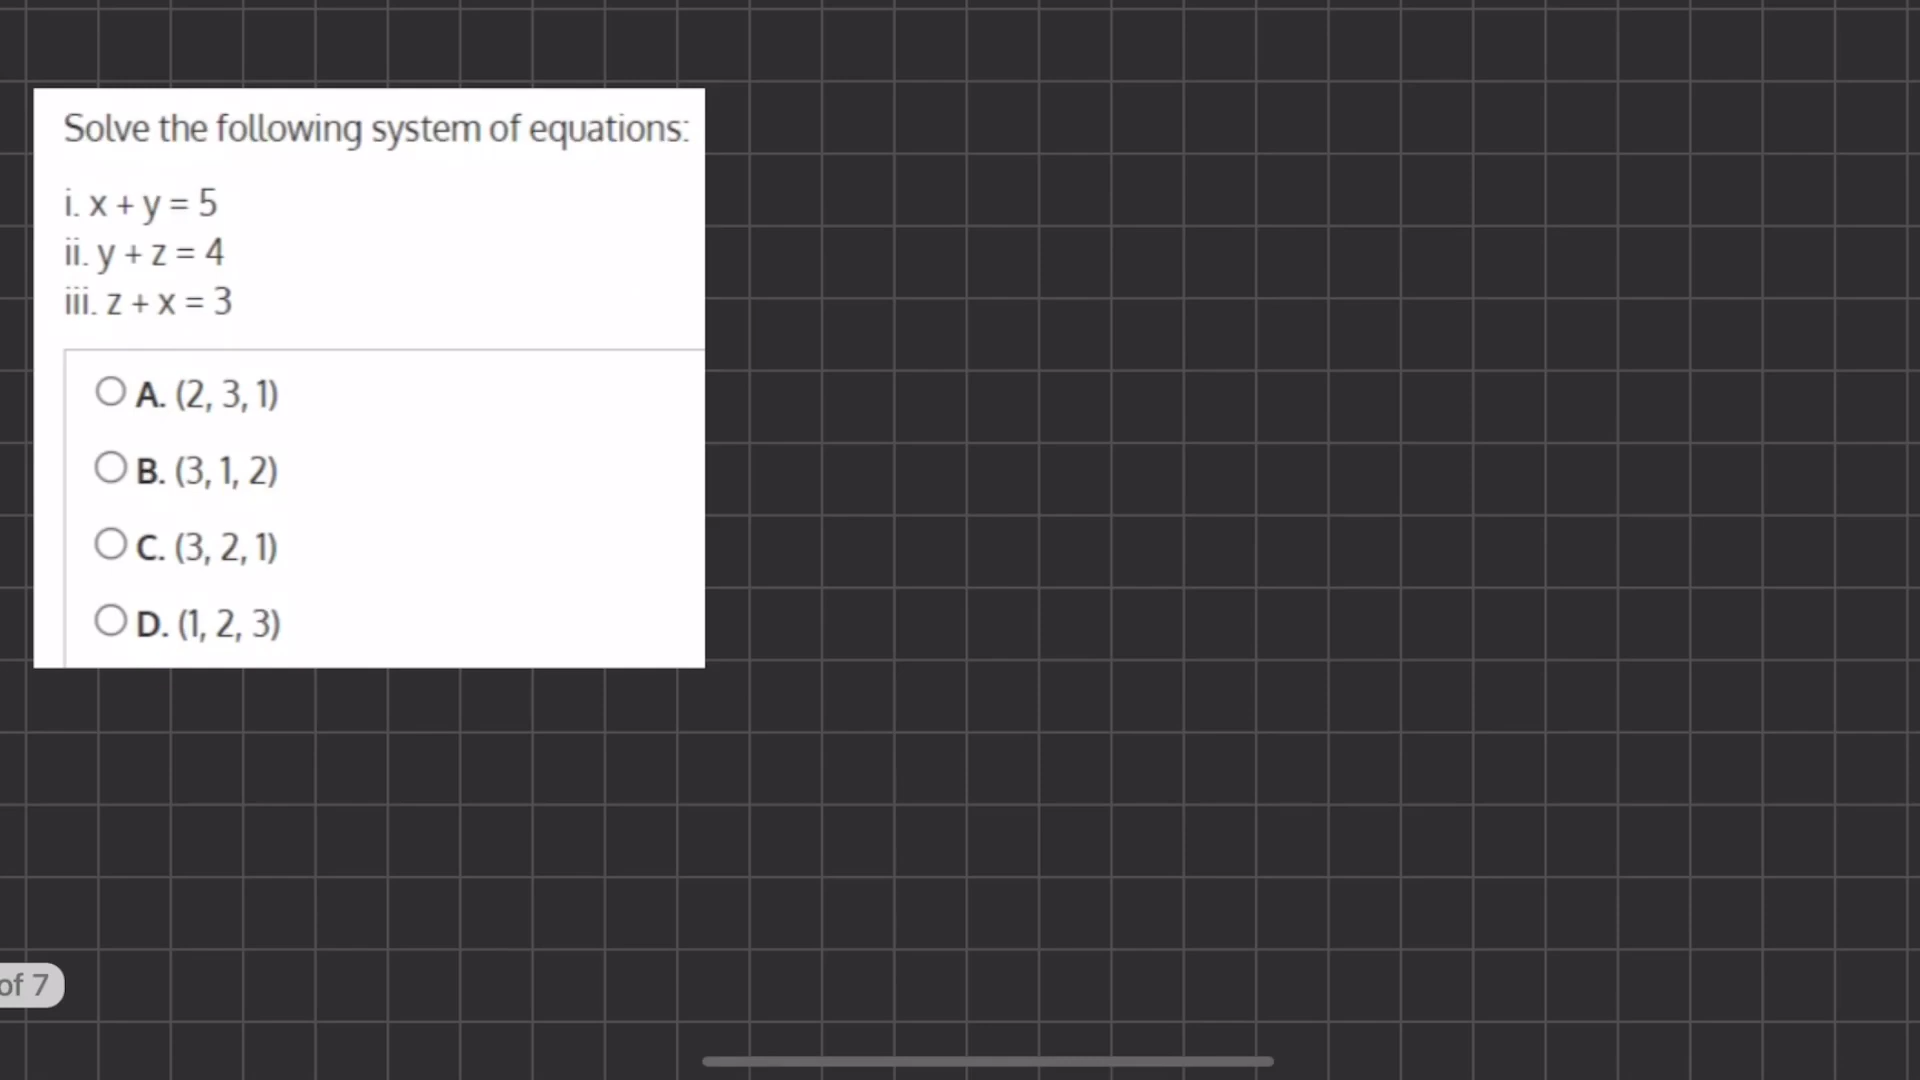 Solve the following system of equations:
i. x + y = 5
ii. y + z = 4
iii. z + x = 3
A. (2, 3, 1)
B. (3, 1, 2)
C. (3, 2, 1)
D. (1, 2, 3)
of 7